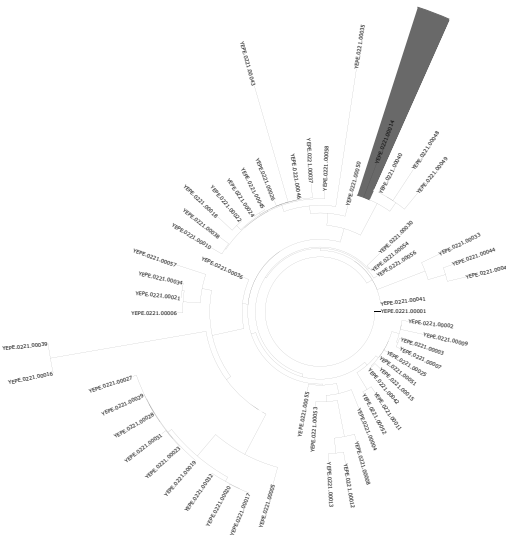 YEPE.0221.00035
YEPE.0221.00043
YEPE.0221.00014
YEPE.0221.00048
YEPE.0221.00049
YEPE.0221.00040
YEPE.0221.00050
YEPE.0221.00037
YEPE.0221.00046
YEPE.0221.00026
YEPE.0221.00045
YEPE.0221.00024
YEPE.0221.00022
YEPE.0221.00018
YEPE.0221.00038
YEPE.0221.00010
YEPE.0221.00036
YEPE.0221.00057
YEPE.0221.00034
YEPE.0221.00021
YEPE.0221.00006
YEPE.0221.00030
YEPE.0221.00054
YEPE.0221.00056
YEPE.0221.00033
YEPE.0221.00044
YEPE.0221.00041
YEPE.0221.00001
YEPE.0221.00002
YEPE.0221.00009
YEPE.0221.00003
YEPE.0221.00007
YEPE.0221.00025
YEPE.0221.00051
YEPE.0221.00015
YEPE.0221.00042
YEPE.0221.00011
YEPE.0221.00052
YEPE.0221.00004
YEPE.0221.00008
YEPE.0221.00012
YEPE.0221.00013
YEPE.0221.00053
YEPE.0221.00055
YEPE.0221.00005
YEPE.0221.00017
YEPE.0221.00020
YEPE.0221.00032
YEPE.0221.00019
YEPE.0221.00023
YEPE.0221.00031
YEPE.0221.00028
YEPE.0221.00029
YEPE.0221.00027
YEPE.0221.00016
YEPE.0221.00039